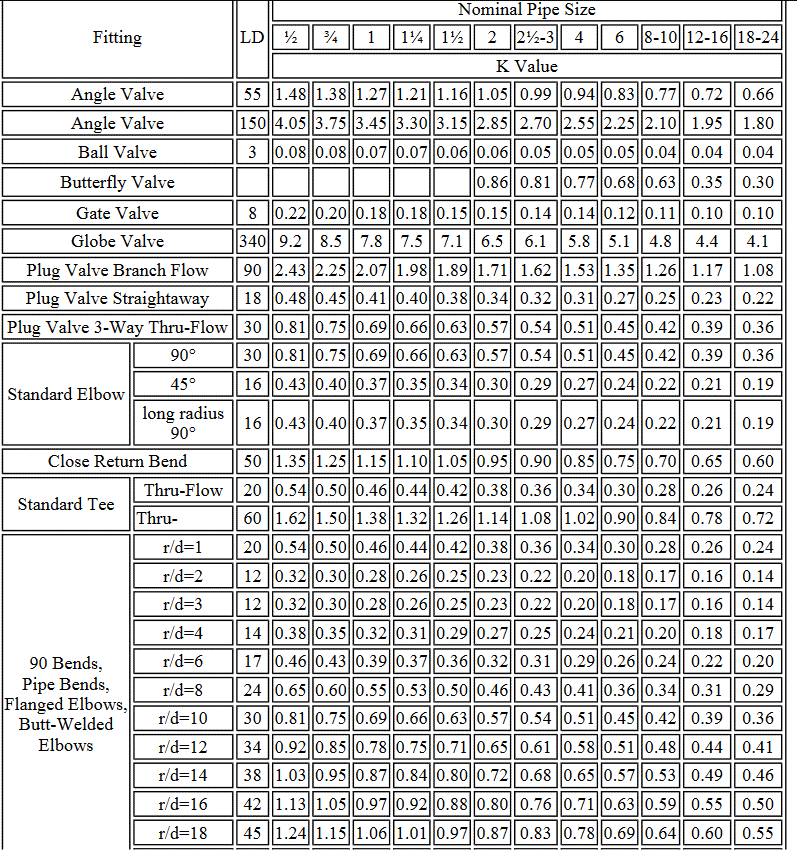 Fitting LD Nominal Pipe Size
½ ¾ 1 1¼ 1½ 2 2½-3 4 6 8-10 12-16 18-24
K Value
Angle Valve 55 1.48 1.38 1.27 1.21 1.16 1.05 0.99 0.94 0.83 0.77 0.72 0.66
Angle Valve 150 4.05 3.75 3.45 3.30 3.15 2.85 2.70 2.55 2.25 2.10 1.95 1.80
Ball Valve 3 0.08 0.08 0.07 0.07 0.06 0.06 0.05 0.05 0.05 0.04 0.04 0.04
Butterfly Valve 0.86 0.81 0.77 0.68 0.63 0.35 0.30
Gate Valve 8 0.22 0.20 0.18 0.18 0.15 0.15 0.14 0.14 0.12 0.11 0.10 0.10
Globe Valve 340 9.2 8.5 7.8 7.5 7.1 6.5 6.1 5.8 5.1 4.8 4.4 4.1
Plug Valve Branch Flow 90 2.43 2.25 2.07 1.98 1.89 1.71 1.62 1.53 1.35 1.26 1.17 1.08
Plug Valve Straightaway 18 0.48 0.45 0.41 0.40 0.38 0.34 0.32 0.31 0.27 0.25 0.23 0.22
Plug Valve 3-Way Thru-Flow 30 0.81 0.75 0.69 0.66 0.63 0.57 0.54 0.51 0.45 0.42 0.39 0.36
Standard Elbow
90° 30 0.81 0.75 0.69 0.66 0.63 0.57 0.54 0.51 0.45 0.42 0.39 0.36
45° 16 0.43 0.40 0.37 0.35 0.34 0.30 0.29 0.27 0.24 0.22 0.21 0.19
long radius
90° 16 0.43 0.40 0.37 0.35 0.34 0.30 0.29 0.27 0.24 0.22 0.21 0.19
Close Return Bend 50 1.35 1.25 1.15 1.10 1.05 0.95 0.90 0.85 0.75 0.70 0.65 0.60
Standard Tee
Thru-Flow 20 0.54 0.50 0.46 0.44 0.42 0.38 0.36 0.34 0.30 0.28 0.26 0.24
Thru- 60 1.62 1.50 1.38 1.32 1.26 1.14 1.08 1.02 0.90 0.84 0.78 0.72
90 Bends,
Pipe Bends,
Flanged Elbows,
Butt-Welded
Elbows
r/d=1 20 0.54 0.50 0.46 0.44 0.42 0.38 0.36 0.34 0.30 0.28 0.26 0.24
r/d=2 12 0.32 0.30 0.28 0.26 0.25 0.23 0.22 0.20 0.18 0.17 0.16 0.14
r/d=3 12 0.32 0.30 0.28 0.26 0.25 0.23 0.22 0.20 0.18 0.17 0.16 0.14
r/d=4 14 0.38 0.35 0.32 0.31 0.29 0.27 0.25 0.24 0.21 0.20 0.18 0.17
r/d=6 17 0.46 0.43 0.39 0.37 0.36 0.32 0.31 0.29 0.26 0.24 0.22 0.20
r/d=8 24 0.65 0.60 0.55 0.53 0.50 0.46 0.43 0.41 0.36 0.34 0.31 0.29
r/d=10 30 0.81 0.75 0.69 0.66 0.63 0.57 0.54 0.51 0.45 0.42 0.39 0.36
r/d=12 34 0.92 0.85 0.78 0.75 0.71 0.65 0.61 0.58 0.51 0.48 0.44 0.41
r/d=14 38 1.03 0.95 0.87 0.84 0.80 0.72 0.68 0.65 0.57 0.53 0.49 0.46
r/d=16 42 1.13 1.05 0.97 0.92 0.88 0.80 0.76 0.71 0.63 0.59 0.55 0.50
r/d=18 45 1.24 1.15 1.06 1.01 0.97 0.87 0.83 0.78 0.69 0.64 0.60 0.55